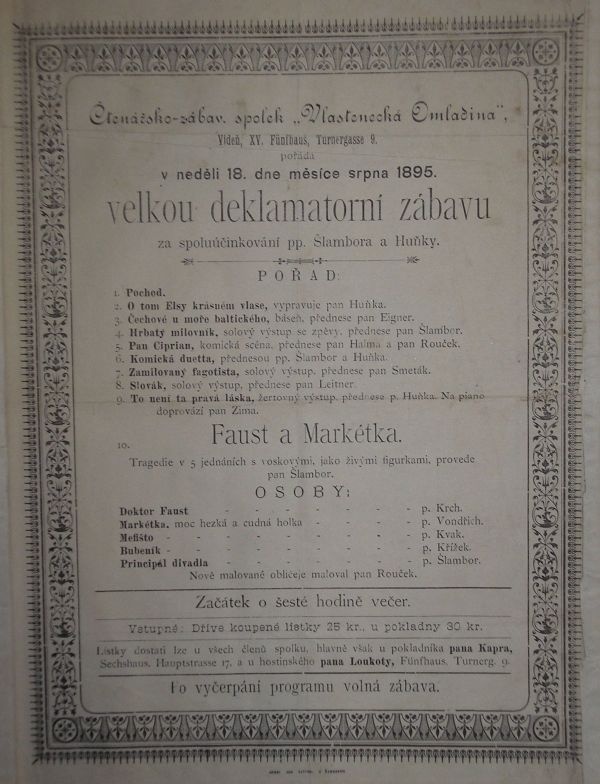 Čtenářsko-zábav. spolek „Vlastenecká Omladina“,
Vídeň, XV. Fünfhaus, Turnergasse 9.
pořádá
v neděli 18. dne měsíce srpna 1895.
velkou deklamatorní zábavu
za spoluúčinkování pp. Šlambora a Huňky.
POŘAD:
1. Pochod.
2. O tom Elsy krásném vlase, vypravuje pan Huňka.
3. Čechové u moře baltického, báseň, přednese pan Eigner.
4. Hrbatý milovník, solový výstup se zpěvy, přednese pan Šlambor.
5. Pan Ciprian, komická scéna, přednese pan Halma a pan Rouček.
6. Komická duetta, přednesou pp. Šlambor a Huňka.
7. Zamilovaný fagotista, solový výstup, přednese pan Smeták.
8. Slovák, solový výstup, přednese pan Leitner.
9. To není ta pravá láska, žertovný výstup, přednese p. Huňka. Na piano
doprovází pan Zima.
10. Faust a Markétka.
Tragedie v 5 jednáních s voskovými, jako živými figurkami, provede
pan Šlambor.
OSOBY:
Doktor Faust - - - - - - p. Krch.
Markétka, moc hezká a cudná holka - - - - p. Vondřich.
Mefišto - - - - - - - - p. Kvak.
Bubeník - - - - - - - - p. Křížek.
Principál divadla - - - - - - p. Šlambor.
Nově malované obličeje maloval pan Rouček.
Začátek o šesté hodině večer.
Vstupné: Dříve koupené lístky 25 kr., u pokladny 30 kr.
Lístky dostati lze u všech členů spolku, hlavně však u pokladníka pana Kapra,
Sechshaus, Hauptstrasse 17, a u hostinského pana Loukoty, Fünfhaus, Turnerg. 9.
Po vyčerpání programu volná zábava.